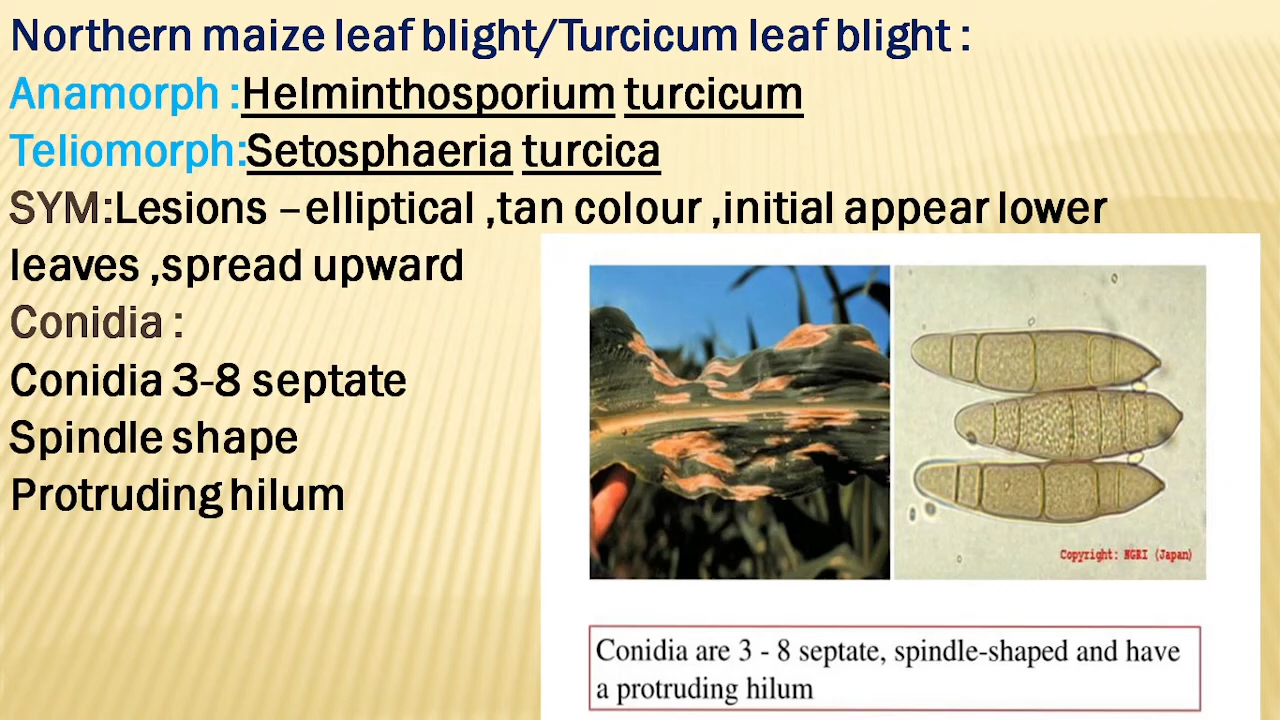 Northern maize leaf blight/Turcicum leaf blight :
Anamorph :Helminthosporium turcicum
Teliomorph:Setosphaeria turcica
SYM:Lesions –elliptical ,tan colour ,initial appear lower
leaves ,spread upward
Conidia :
Conidia 3-8 septate
Spindle shape
Protruding hilum
Copyright: NGRI (Japan)
Conidia are 3 - 8 septate, spindle-shaped and have
a protruding hilum